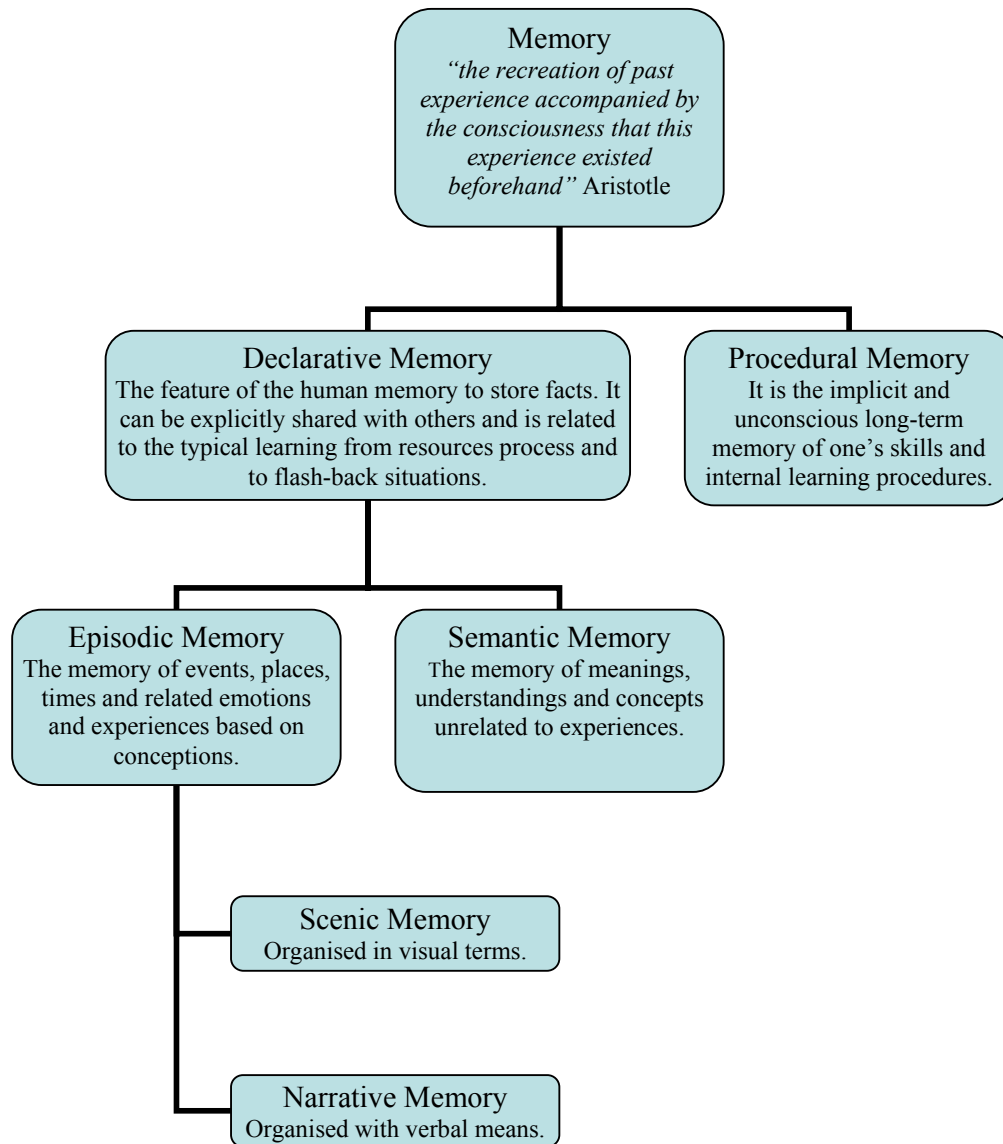 Memory
“the recreation of past
experience accompanied by
the consciousness that this
experience existed
beforehand” Aristotle
Declarative Memory
The feature of the human memory to store facts. It
can be explicitly shared with others and is related
to the typical learning from resources process and
to flash-back situations.
Procedural Memory
It is the implicit and
unconscious long-term
memory of one’s skills and
internal learning procedures.
Episodic Memory
The memory of events, places,
times and related emotions
and experiences based on
conceptions.
Semantic Memory
The memory of meanings,
understandings and concepts
unrelated to experiences.
Scenic Memory
Organised in visual terms.
Narrative Memory
Organised with verbal means.